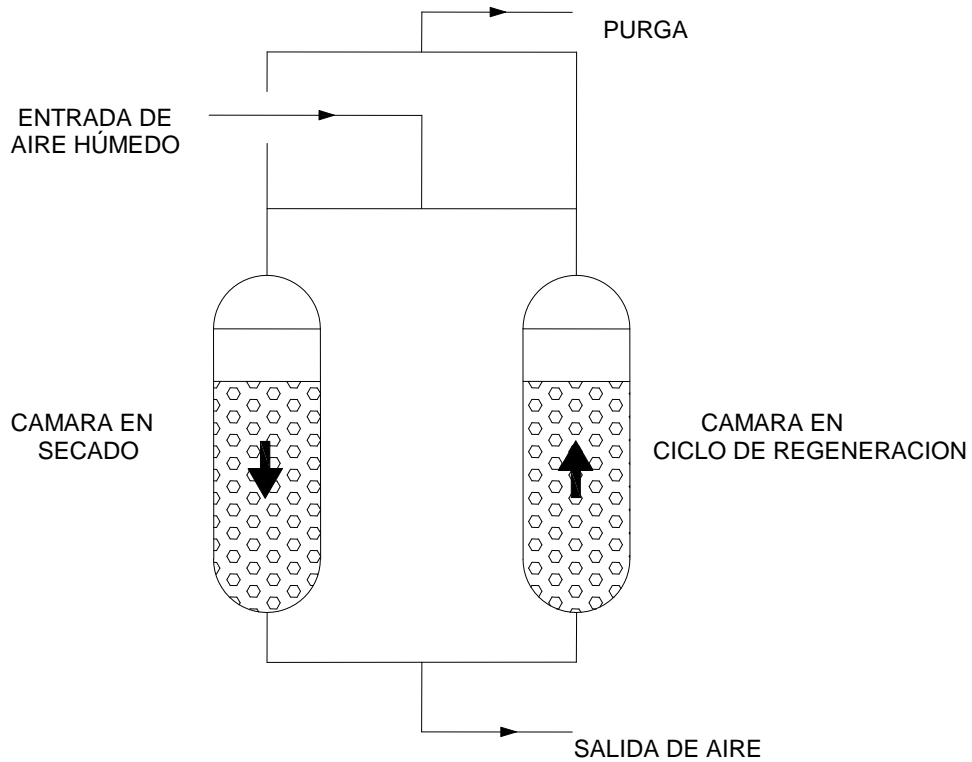 PURGA
ENTRADA DE
AIRE HÚMEDO
CAMARA EN
SECADO
CAMARA EN
CICLO DE REGENERACION
SALIDA DE AIRE